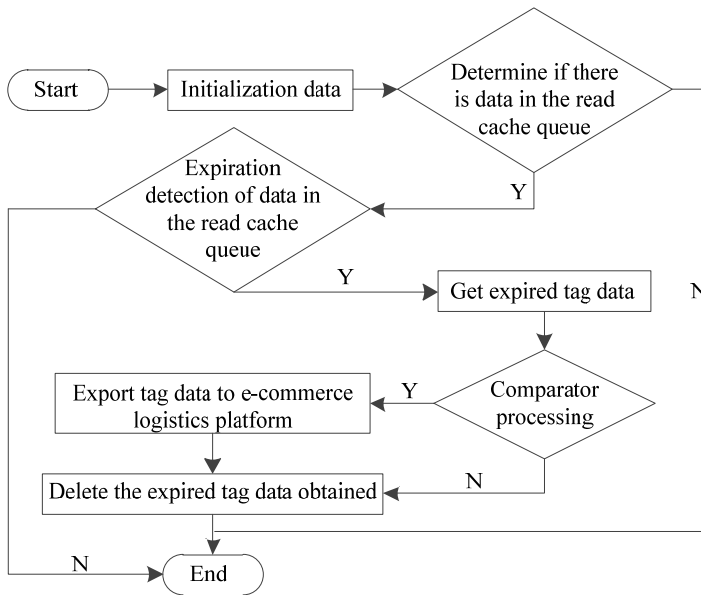 Start
Initialization data
Determine if there
is data in the read
cache queue
Expiration
detection of data in
the read cache
queue
Y
Y
Get expired tag data
N
Export tag data to e-commerce
logistics platform
Y
Comparator
processing
Delete the expired tag data obtained
N
N
End